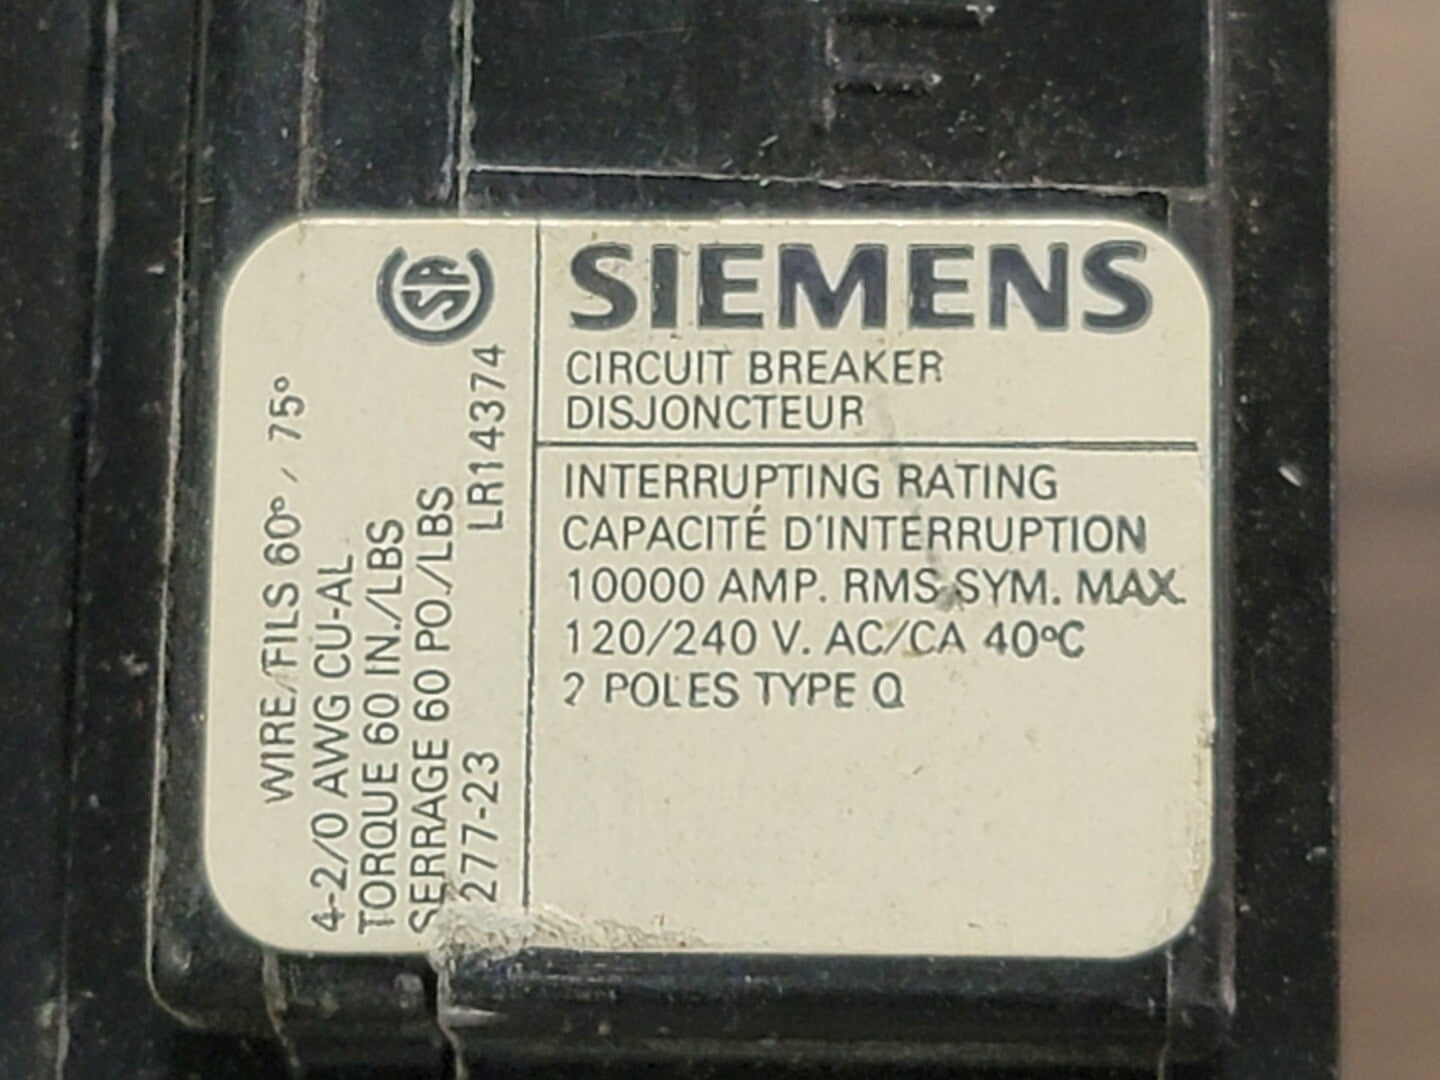 SIEMENS
CIRCUIT BREAKER
DISJONCTEUR
INTERRUPTING RATING
CAPACITÉ D'INTERRUPTION
10000 AMP. RMS SYM. MAX.
120/240 V. AC/CA 40°C
2 POLES TYPE Q
SA
WIRE/FILS 60°, 75°
4-2/0 AWG CU-AL
TORQUE 60 IN./LBS
SERRAGE 60 PO./LBS
277-23 LR14374